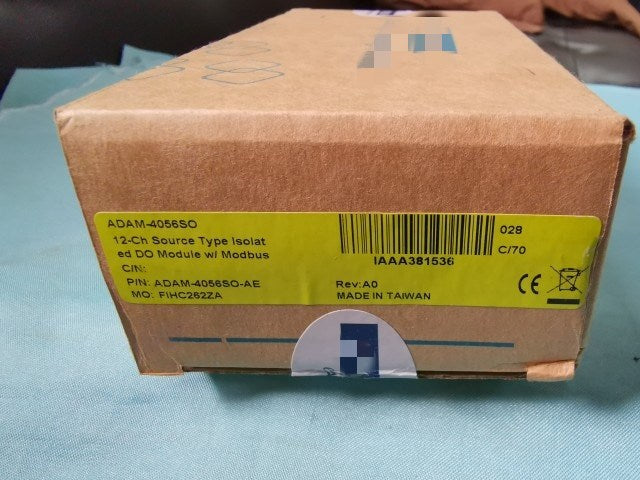 ADAM-4056SO
12-Ch Source Type Isolat
ed DO Module w/ Modbus
C/N:
P/N: ADAM-4056SO-AE
MO: FIHC262ZA
IAAA381536
028
C/70
Rev:A0
MADE IN TAIWAN
CE